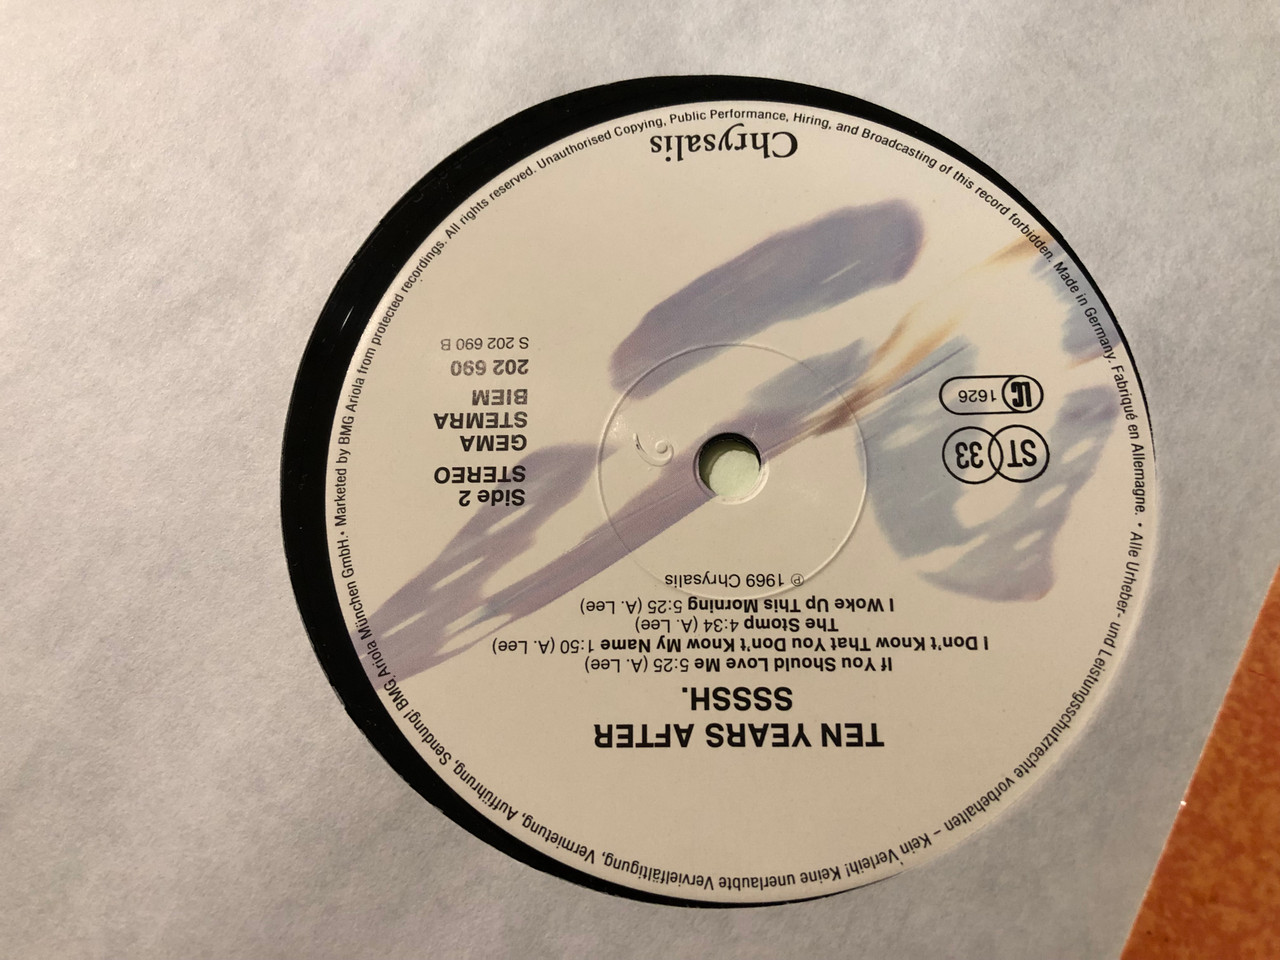 TEN YEARS AFTER
SSSSH.
If You Should Love Me 5:25 (A. Lee)
I Don't Know That You Don't Know My Name 1:50 (A. Lee)
The Stomp 4:34 (A. Lee)
I Woke Up This Morning 5:25 (A. Lee)
℗ 1969 Chrysalis
ST 33
LC 1626
Side 2
STEREO
GEMA
STEMRA
BIEM
202 690
S 202 690 B
Chrysalis
• Alle Urheber- und Leistungsschutzrechte vorbehalten – Kein Verleih! Keine unerlaubte Vervielfältigung, Vermietung, Aufführung, Sendung! BMG Ariola München GmbH. • Marketed by BMG Ariola from protected recordings. All rights reserved. Unauthorised Copying, Public Performance, Hiring, and Broadcasting of this record forbidden. Made in Germany. Fabriqué en Allemagne.